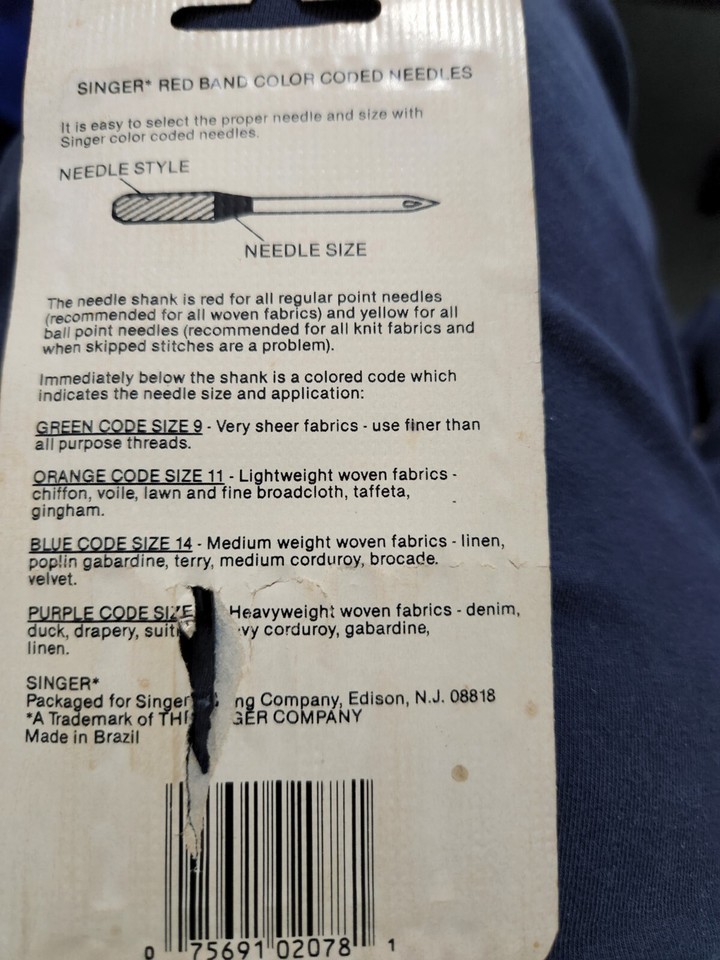 SINGER* RED BAND COLOR CODED NEEDLES
It is easy to select the proper needle and size with
Singer color coded needles.
NEEDLE STYLE
NEEDLE SIZE
The needle shank is red for all regular point needles
(recommended for all woven fabrics) and yellow for all
ball point needles (recommended for all knit fabrics and
when skipped stitches are a problem).
Immediately below the shank is a colored code which
indicates the needle size and application:
GREEN CODE SIZE 9 - Very sheer fabrics - use finer than
all purpose threads.
ORANGE CODE SIZE 11 - Lightweight woven fabrics -
chiffon, voile, lawn and fine broadcloth, taffeta,
gingham.
BLUE CODE SIZE 14 - Medium weight woven fabrics - linen,
poplin gabardine, terry, medium corduroy, brocade.
velvet.
PURPLE CODE SIZE Heavyweight woven fabrics - denim,
duck, drapery, corduroy, gabardine,
linen.
SINGER*
Packaged for Singer Company, Edison, N.J. 08818
*A Trademark of COMPANY
Made in Brazil
0 75691 02078 1